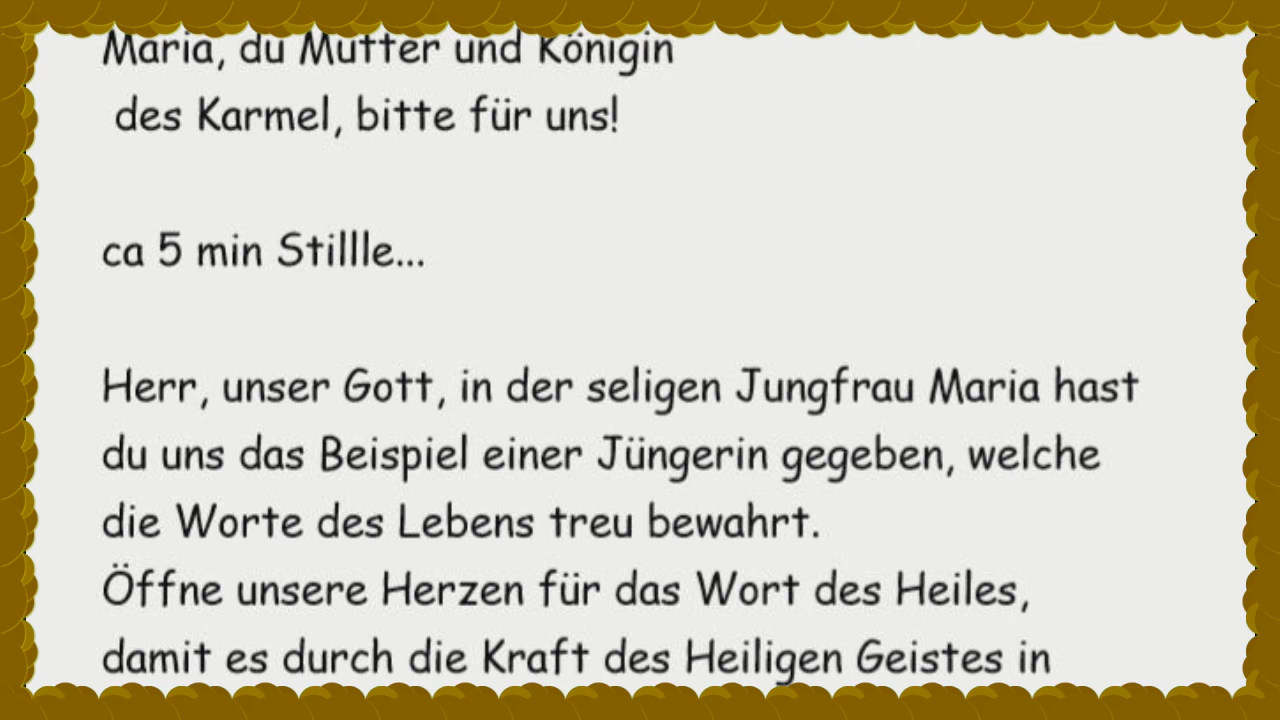 Maria, du Mutter und Königin
des Karmel, bitte für uns!
ca 5 min Stillle...
Herr, unser Gott, in der seligen Jungfrau Maria hast
du uns das Beispiel einer Jüngerin gegeben, welche
die Worte des Lebens treu bewahrt.
Öffne unsere Herzen für das Wort des Heiles,
damit es durch die Kraft des Heiligen Geistes in